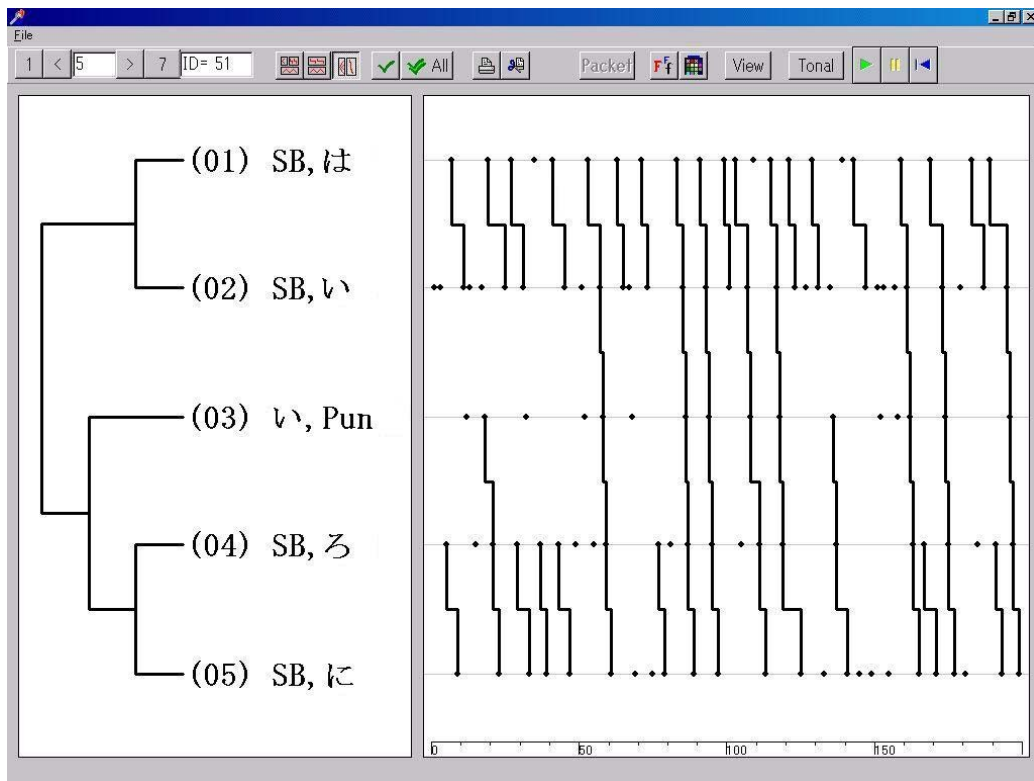 File
1 < 5 > 7 ID= 51 All Packet FFf View Tonal
(01) SB, は
(02) SB, い
(03) い, Pun
(04) SB, ろ
(05) SB, に
0 50 100 150